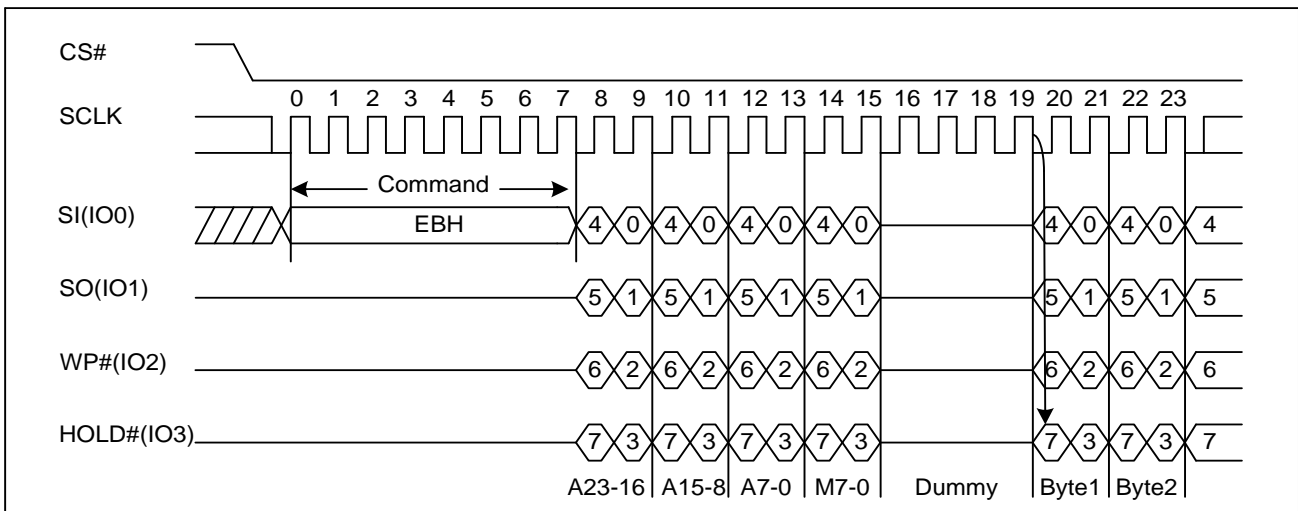 CS#
0 1 2 3 4 5 6 7 8 9 10 11 12 13 14 15 16 17 18 19 20 21 22 23
SCLK
Command
SI(IO0) EBH 4 0 4 0 4 0 4 0 4 0 4 0 4
SO(IO1) 5 1 5 1 5 1 5 1 5 1 5 1 5
WP#(IO2) 6 2 6 2 6 2 6 2 6 2 6 2 6
HOLD#(IO3) 7 3 7 3 7 3 7 3 7 3 7 3 7
A23-16 A15-8 A7-0 M7-0 Dummy Byte1 Byte2